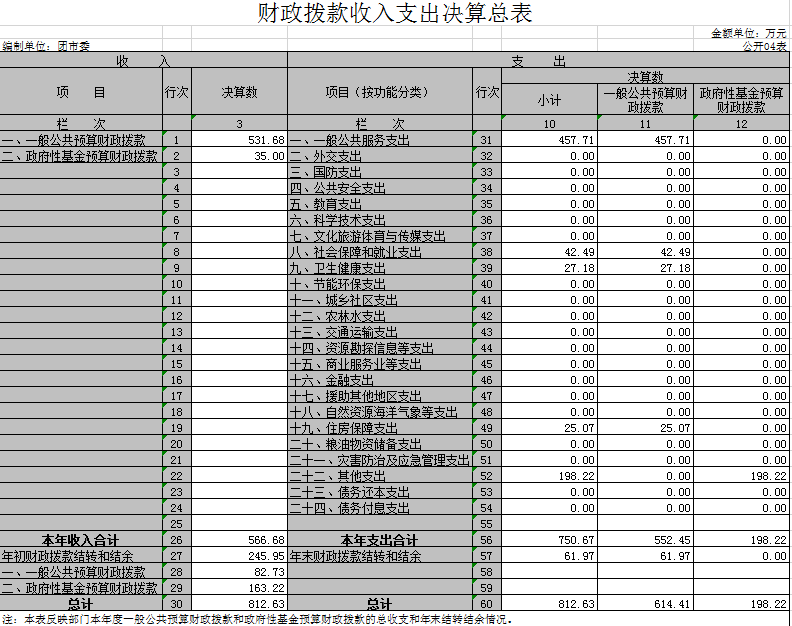 财政拨款收入支出决算总表
金额单位：万元
编制单位：团市委 公开04表
收 入 支 出
项 目 行次 决算数 项目（按功能分类） 行次 决算数
小计 一般公共预算财政拨款 政府性基金预算财政拨款
栏 次 3 栏 次 10 11 12
一、一般公共预算财政拨款 1 531.68 一、一般公共服务支出 31 457.71 457.71 0.00
二、政府性基金预算财政拨款 2 35.00 二、外交支出 32 0.00 0.00 0.00
3 三、国防支出 33 0.00 0.00 0.00
4 四、公共安全支出 34 0.00 0.00 0.00
5 五、教育支出 35 0.00 0.00 0.00
6 六、科学技术支出 36 0.00 0.00 0.00
7 七、文化旅游体育与传媒支出 37 0.00 0.00 0.00
8 八、社会保障和就业支出 38 42.49 42.49 0.00
9 九、卫生健康支出 39 27.18 27.18 0.00
10 十、节能环保支出 40 0.00 0.00 0.00
11 十一、城乡社区支出 41 0.00 0.00 0.00
12 十二、农林水支出 42 0.00 0.00 0.00
13 十三、交通运输支出 43 0.00 0.00 0.00
14 十四、资源勘探信息等支出 44 0.00 0.00 0.00
15 十五、商业服务业等支出 45 0.00 0.00 0.00
16 十六、金融支出 46 0.00 0.00 0.00
17 十七、援助其他地区支出 47 0.00 0.00 0.00
18 十八、自然资源海洋气象等支出 48 0.00 0.00 0.00
19 十九、住房保障支出 49 25.07 25.07 0.00
20 二十、粮油物资储备支出 50 0.00 0.00 0.00
21 二十一、灾害防治及应急管理支出 51 0.00 0.00 0.00
22 二十二、其他支出 52 198.22 0.00 198.22
23 二十三、债务还本支出 53 0.00 0.00 0.00
24 二十四、债务付息支出 54 0.00 0.00 0.00
25 55
本年收入合计 26 566.68 本年支出合计 56 750.67 552.45 198.22
年初财政拨款结转和结余 27 245.95 年末财政拨款结转和结余 57 61.97 61.97 0.00
一、一般公共预算财政拨款 28 82.73 58
二、政府性基金预算财政拨款 29 163.22 59
总计 30 812.63 总计 60 812.63 614.41 198.22
注：本表反映部门本年度一般公共预算财政拨款和政府性基金预算财政拨款的总收支和年末结转结余情况。